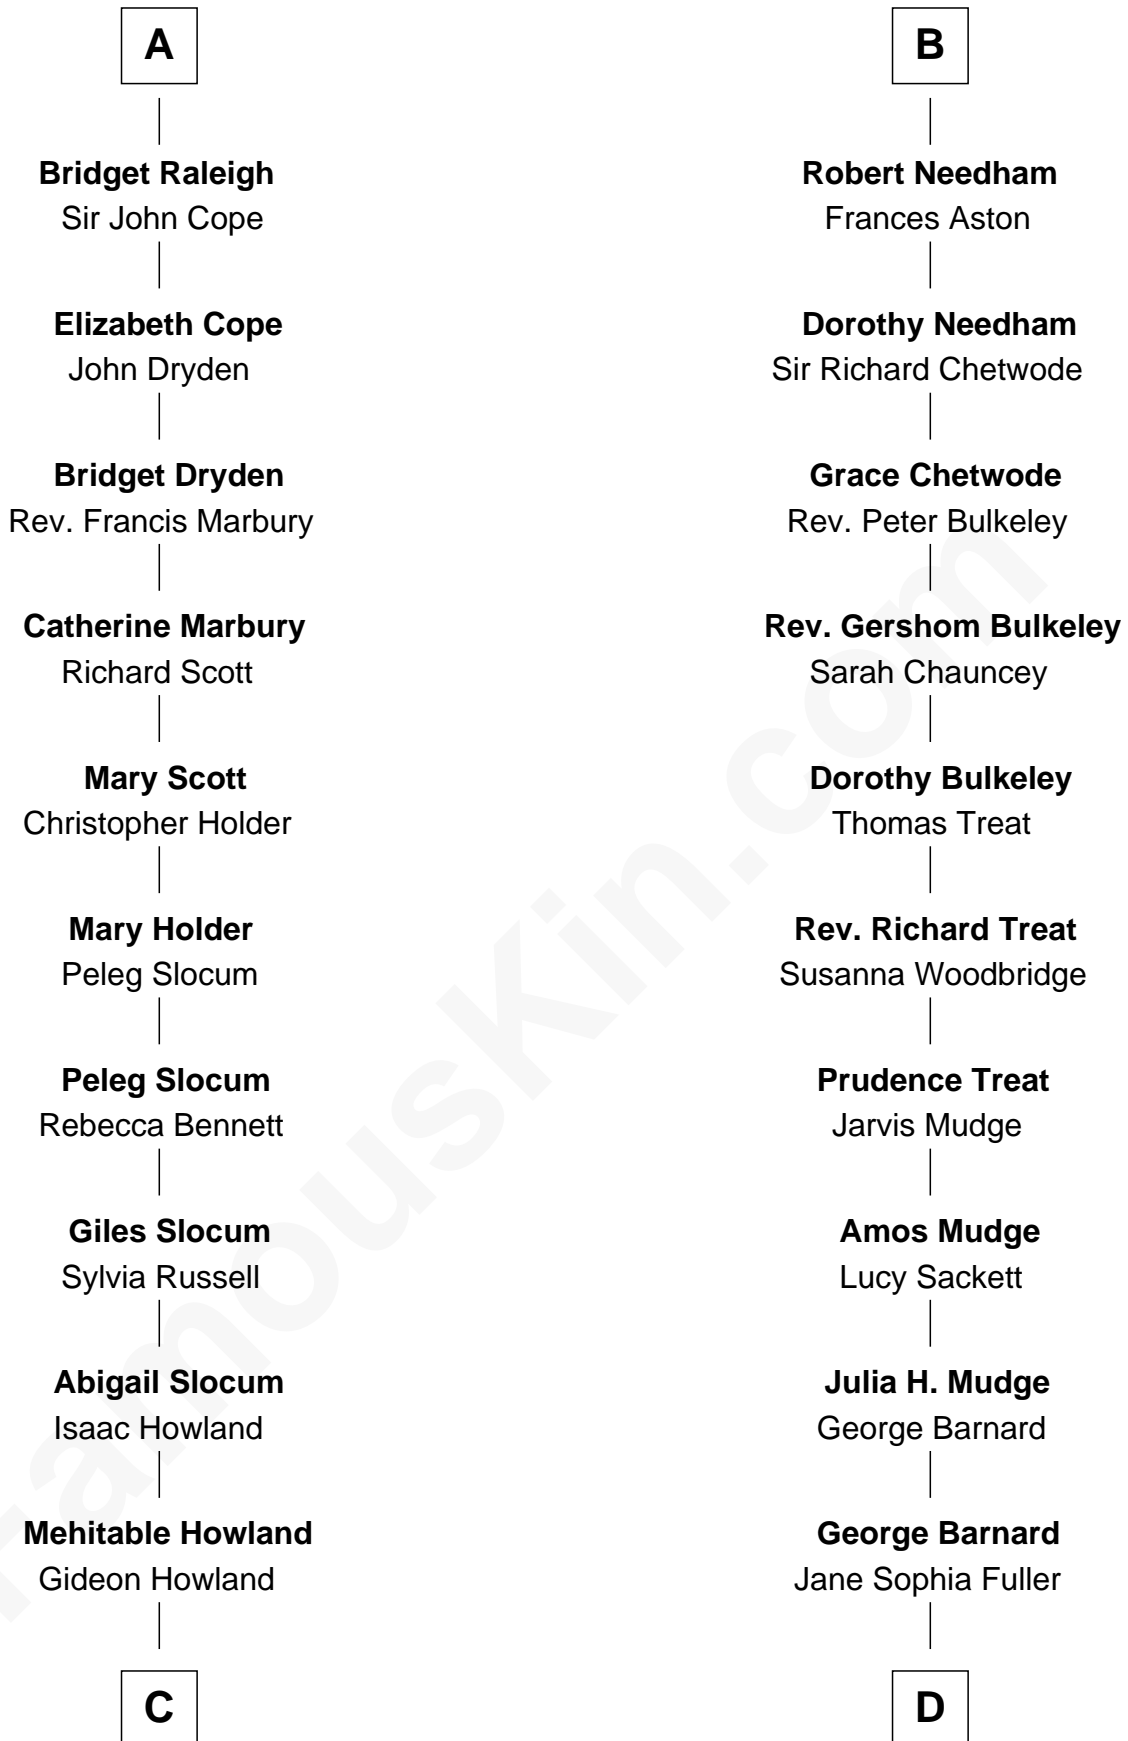 A
Bridget Raleigh
Sir John Cope
Elizabeth Cope
John Dryden
Bridget Dryden
Rev. Francis Marbury
Catherine Marbury
Richard Scott
Mary Scott
Christopher Holder
Mary Holder
Peleg Slocum
Peleg Slocum
Rebecca Bennett
Giles Slocum
Sylvia Russell
Abigail Slocum
Isaac Howland
Mehitable Howland
Gideon Howland
C
B
Robert Needham
Frances Aston
Dorothy Needham
Sir Richard Chetwode
Grace Chetwode
Rev. Peter Bulkeley
Rev. Gershom Bulkeley
Sarah Chauncey
Dorothy Bulkeley
Thomas Treat
Rev. Richard Treat
Susanna Woodbridge
Prudence Treat
Jarvis Mudge
Amos Mudge
Lucy Sackett
Julia H. Mudge
George Barnard
George Barnard
Jane Sophia Fuller
D
FamousKin.com